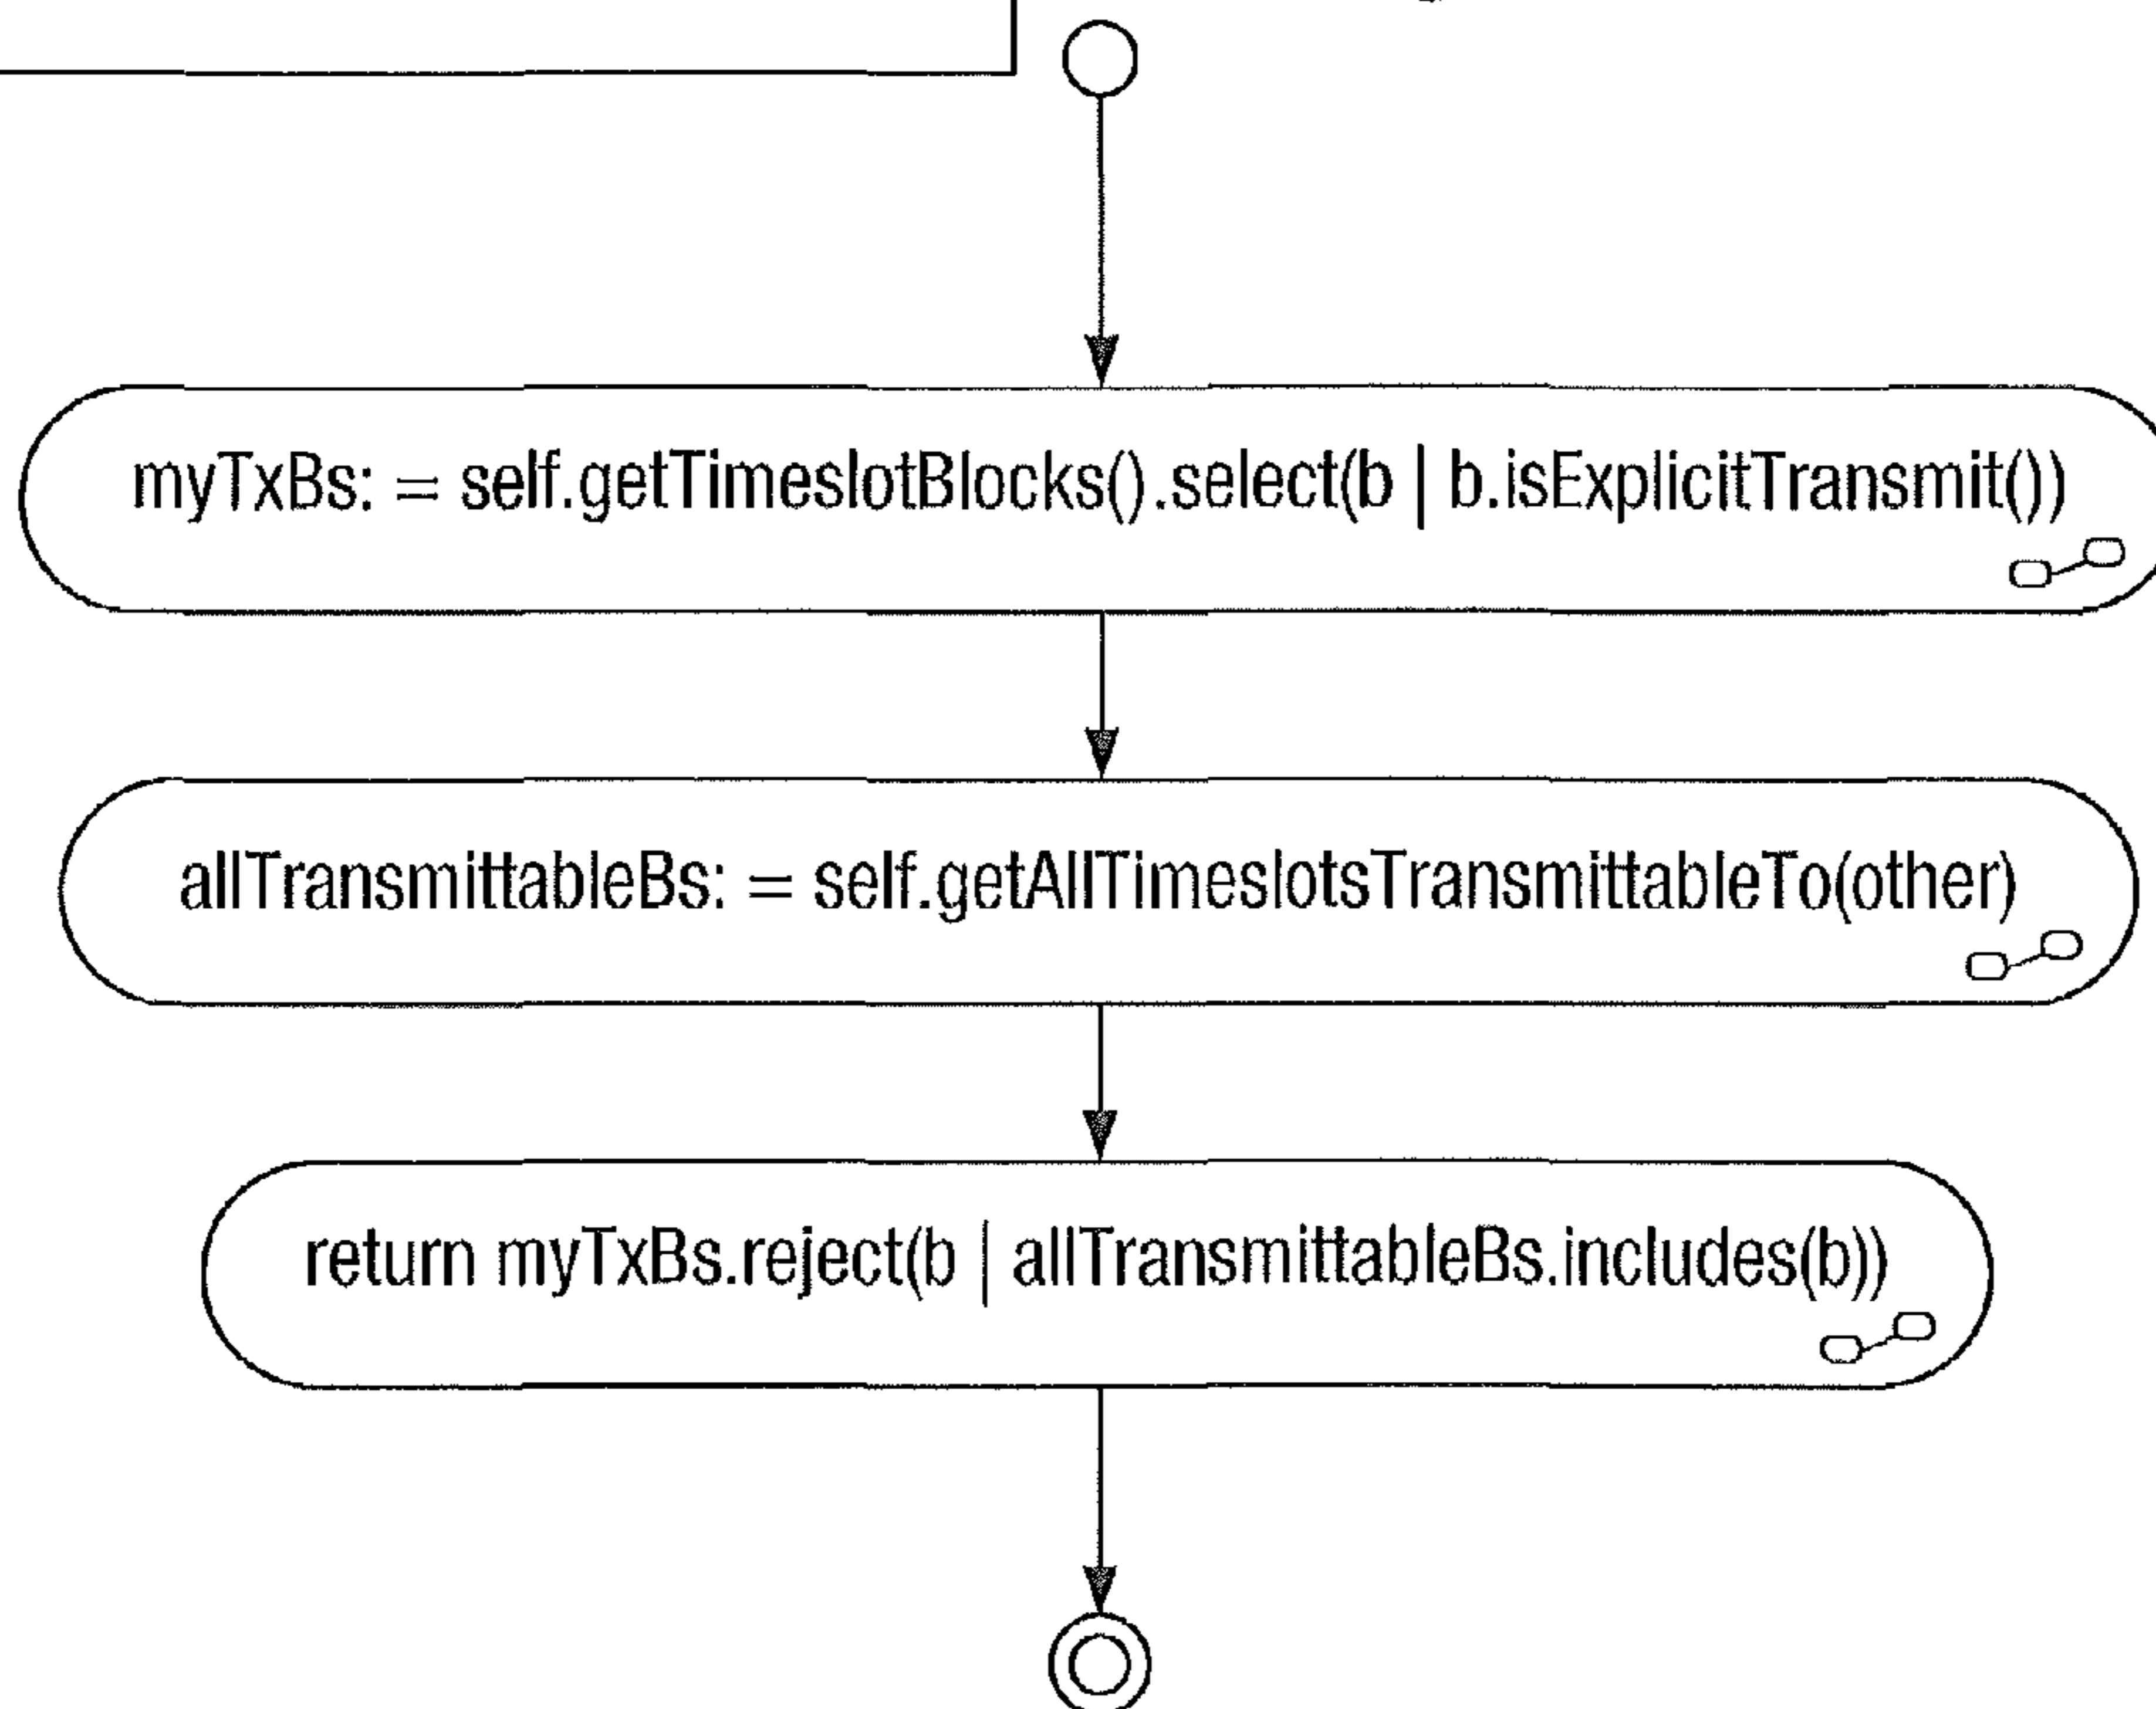 myTxBs: = self.getTimeslotBlocks().select(b | b.isExplicitTransmit())
allTransmittableBs: = self.getAllTimeslotsTransmittableTo(other)
return myTxBs.reject(b | allTransmittableBs.includes(b))